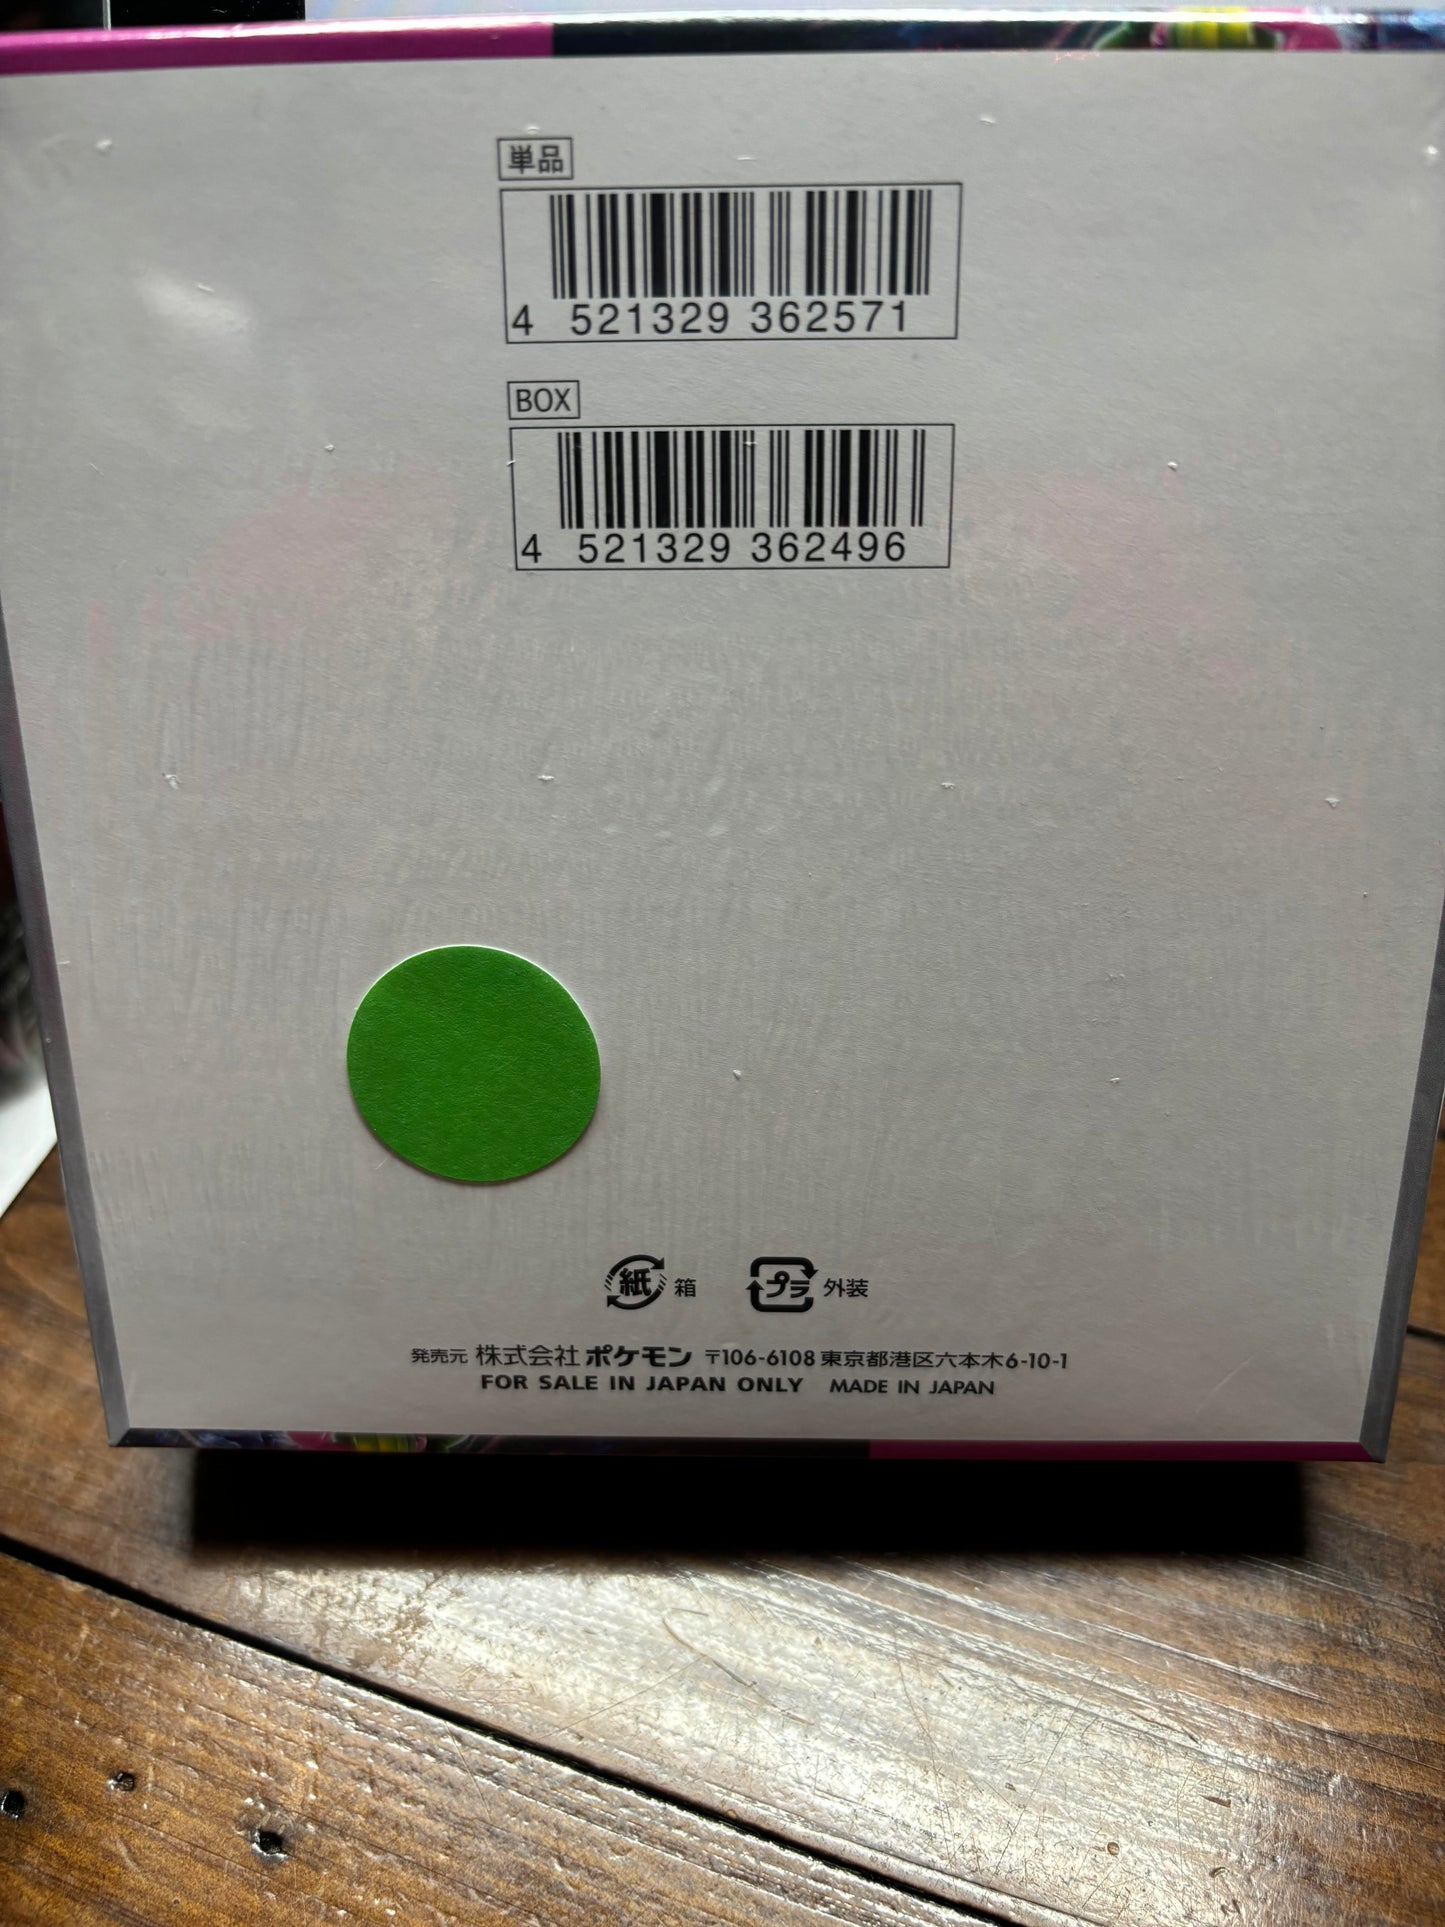 単品
4 521329 362571
BOX
4 521329 362496
紙 箱 プラ 外装
発売元 株式会社ポケモン 〒106-6108 東京都港区六本木6-10-1
FOR SALE IN JAPAN ONLY MADE IN JAPAN